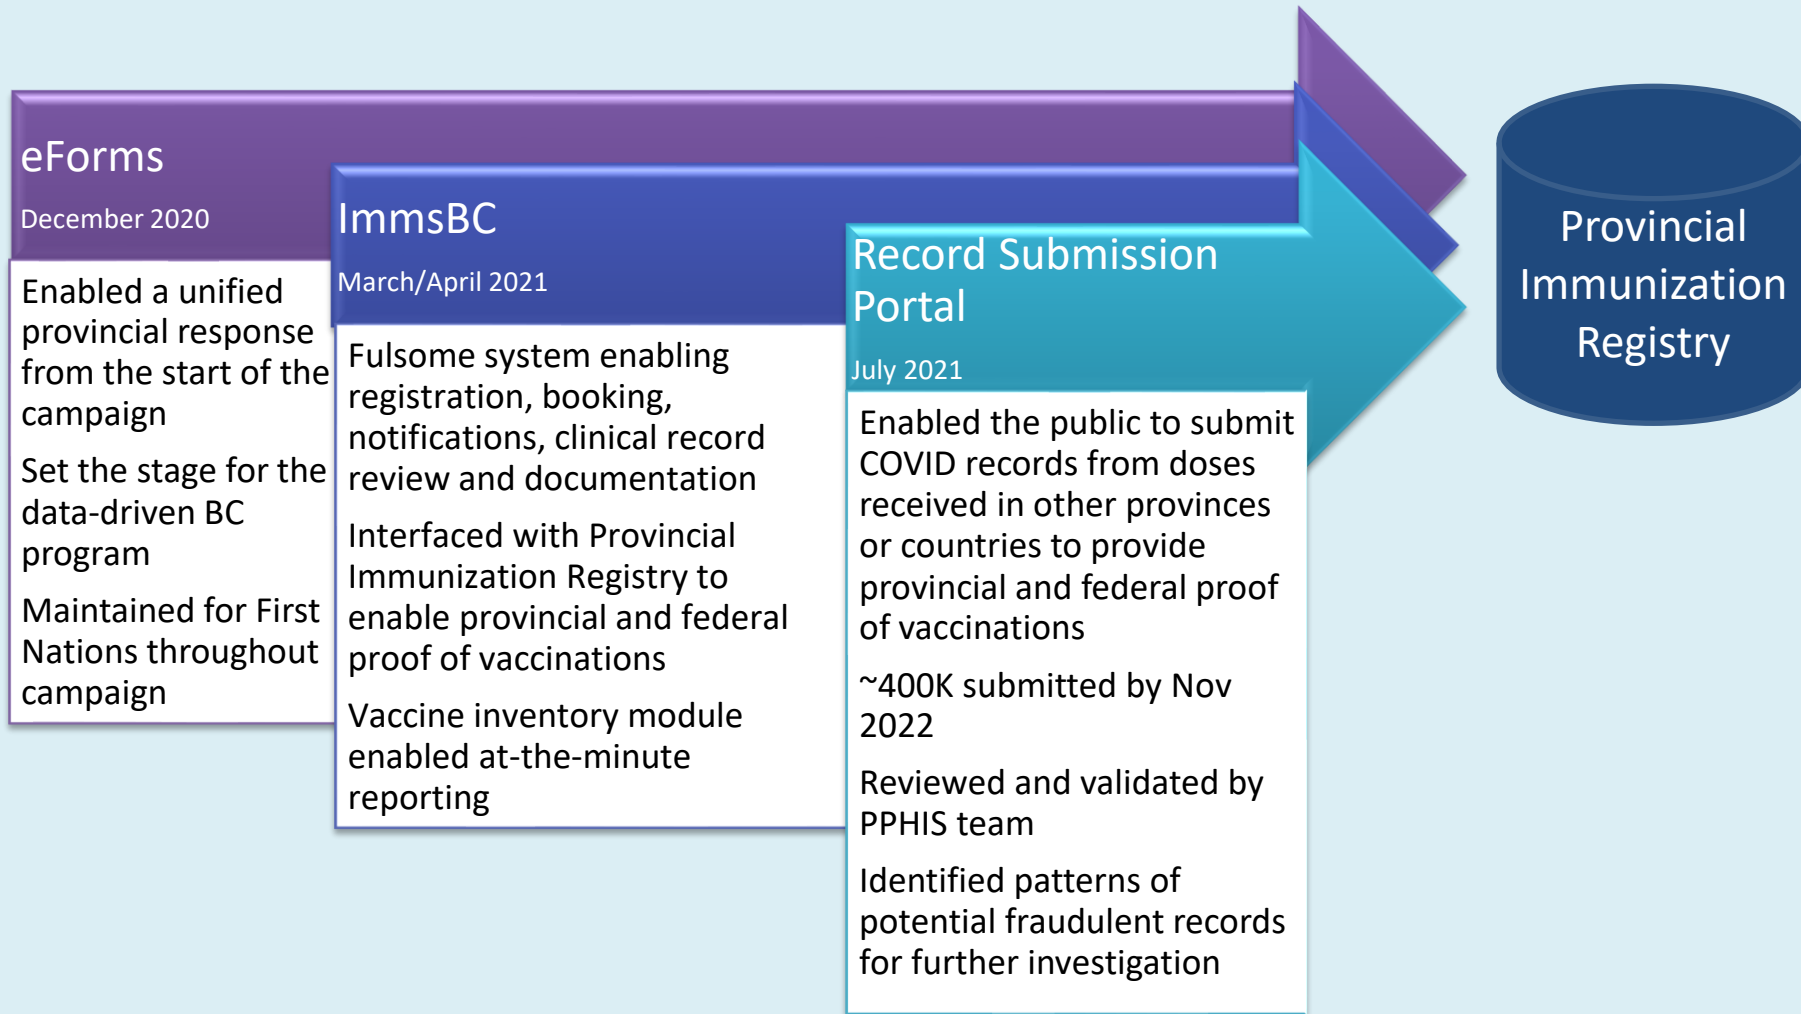 eForms
December 2020
Enabled a unified
provincial response
from the start of the
campaign
Set the stage for the
data-driven BC
program
Maintained for First
Nations throughout
campaign
ImmsBC
March/April 2021
Fulsome system enabling
registration, booking,
notifications, clinical record
review and documentation
Interfaced with Provincial
Immunization Registry to
enable provincial and federal
proof of vaccinations
Vaccine inventory module
enabled at-the-minute
reporting
Record Submission
Portal
July 2021
Enabled the public to submit
COVID records from doses
received in other provinces
or countries to provide
provincial and federal proof
of vaccinations
~400K submitted by Nov
2022
Reviewed and validated by
PPHIS team
Identified patterns of
potential fraudulent records
for further investigation
Provincial
Immunization
Registry